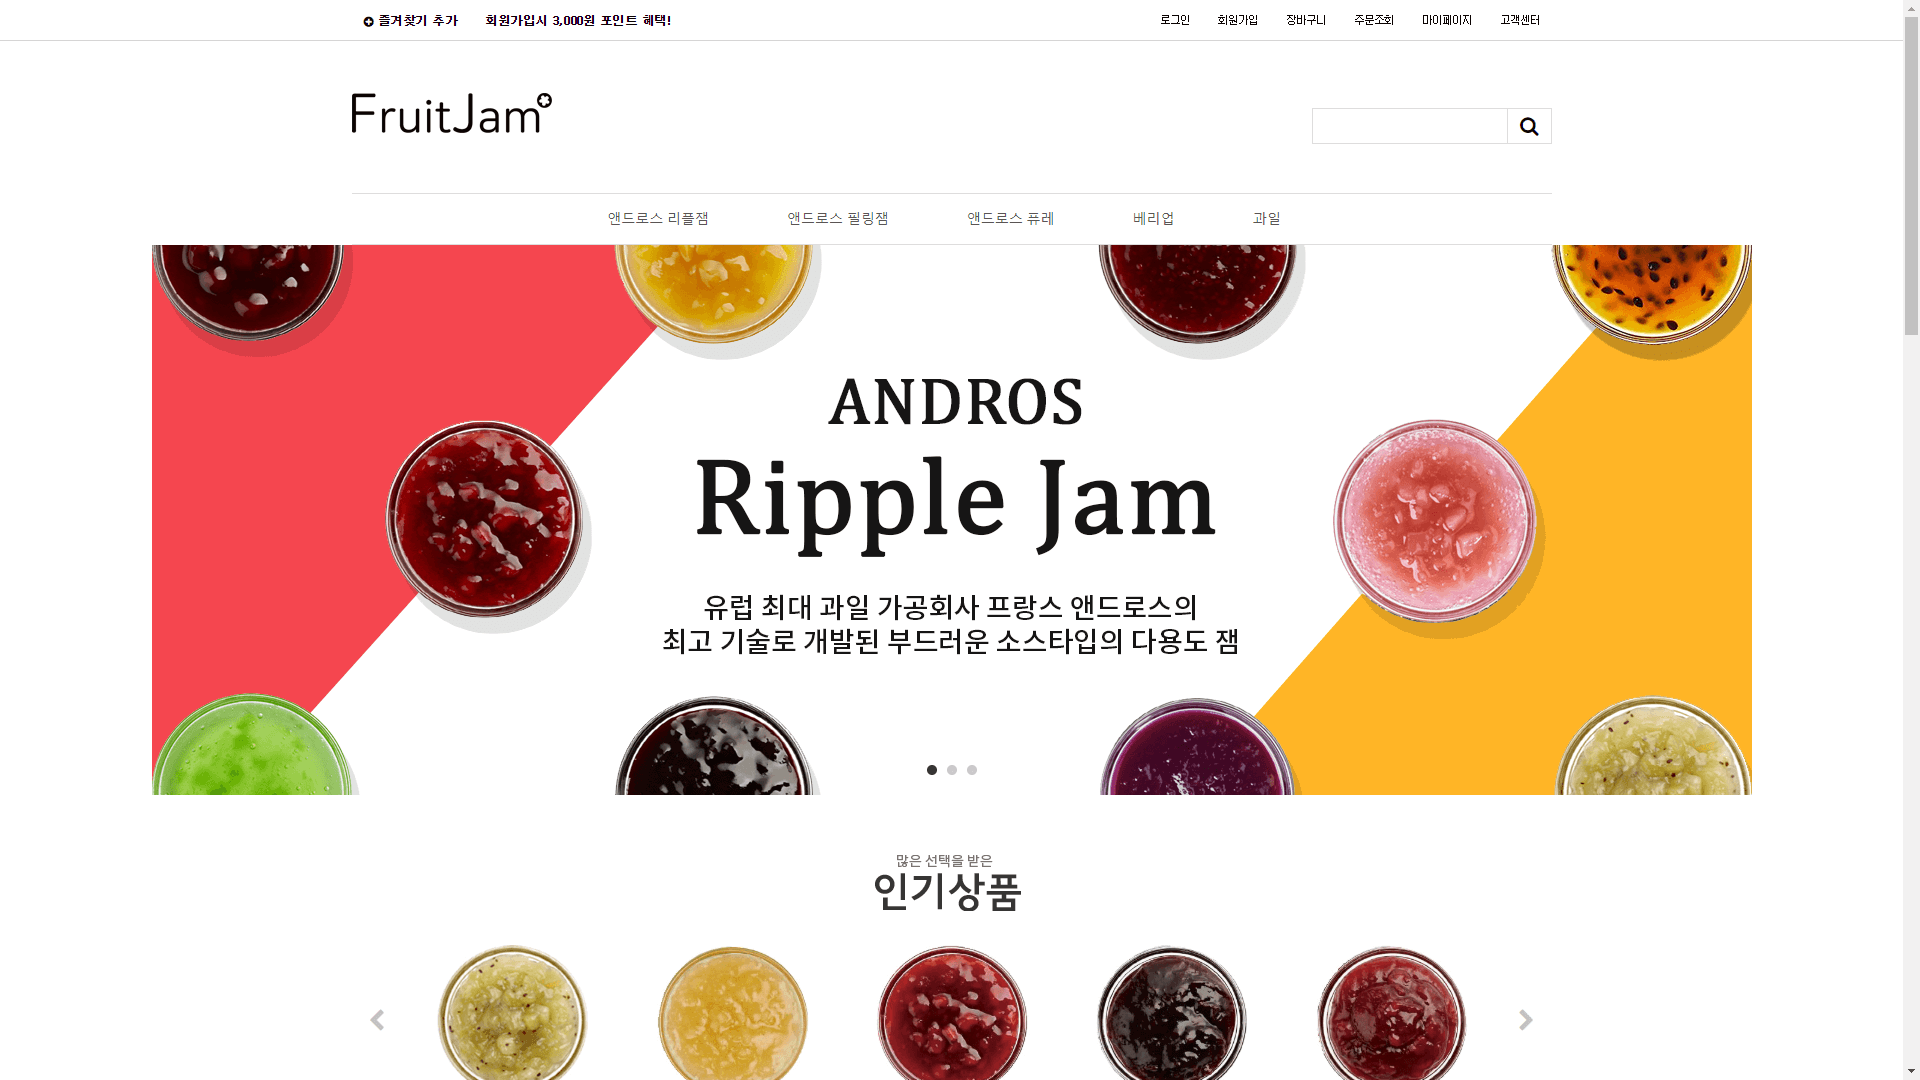 즐겨찾기 추가 회원가입시 3,000원 포인트 혜택!
로그인 회원가입 장바구니 주문조회 마이페이지 고객센터
FruitJam
앤드로스 리플잼 앤드로스 필링잼 앤드로스 퓨레 베리업 과일
ANDROS
Ripple Jam
유럽 최대 과일 가공회사 프랑스 앤드로스의
최고 기술로 개발된 부드러운 소스타입의 다용도 잼
많은 선택을 받은
인기상품